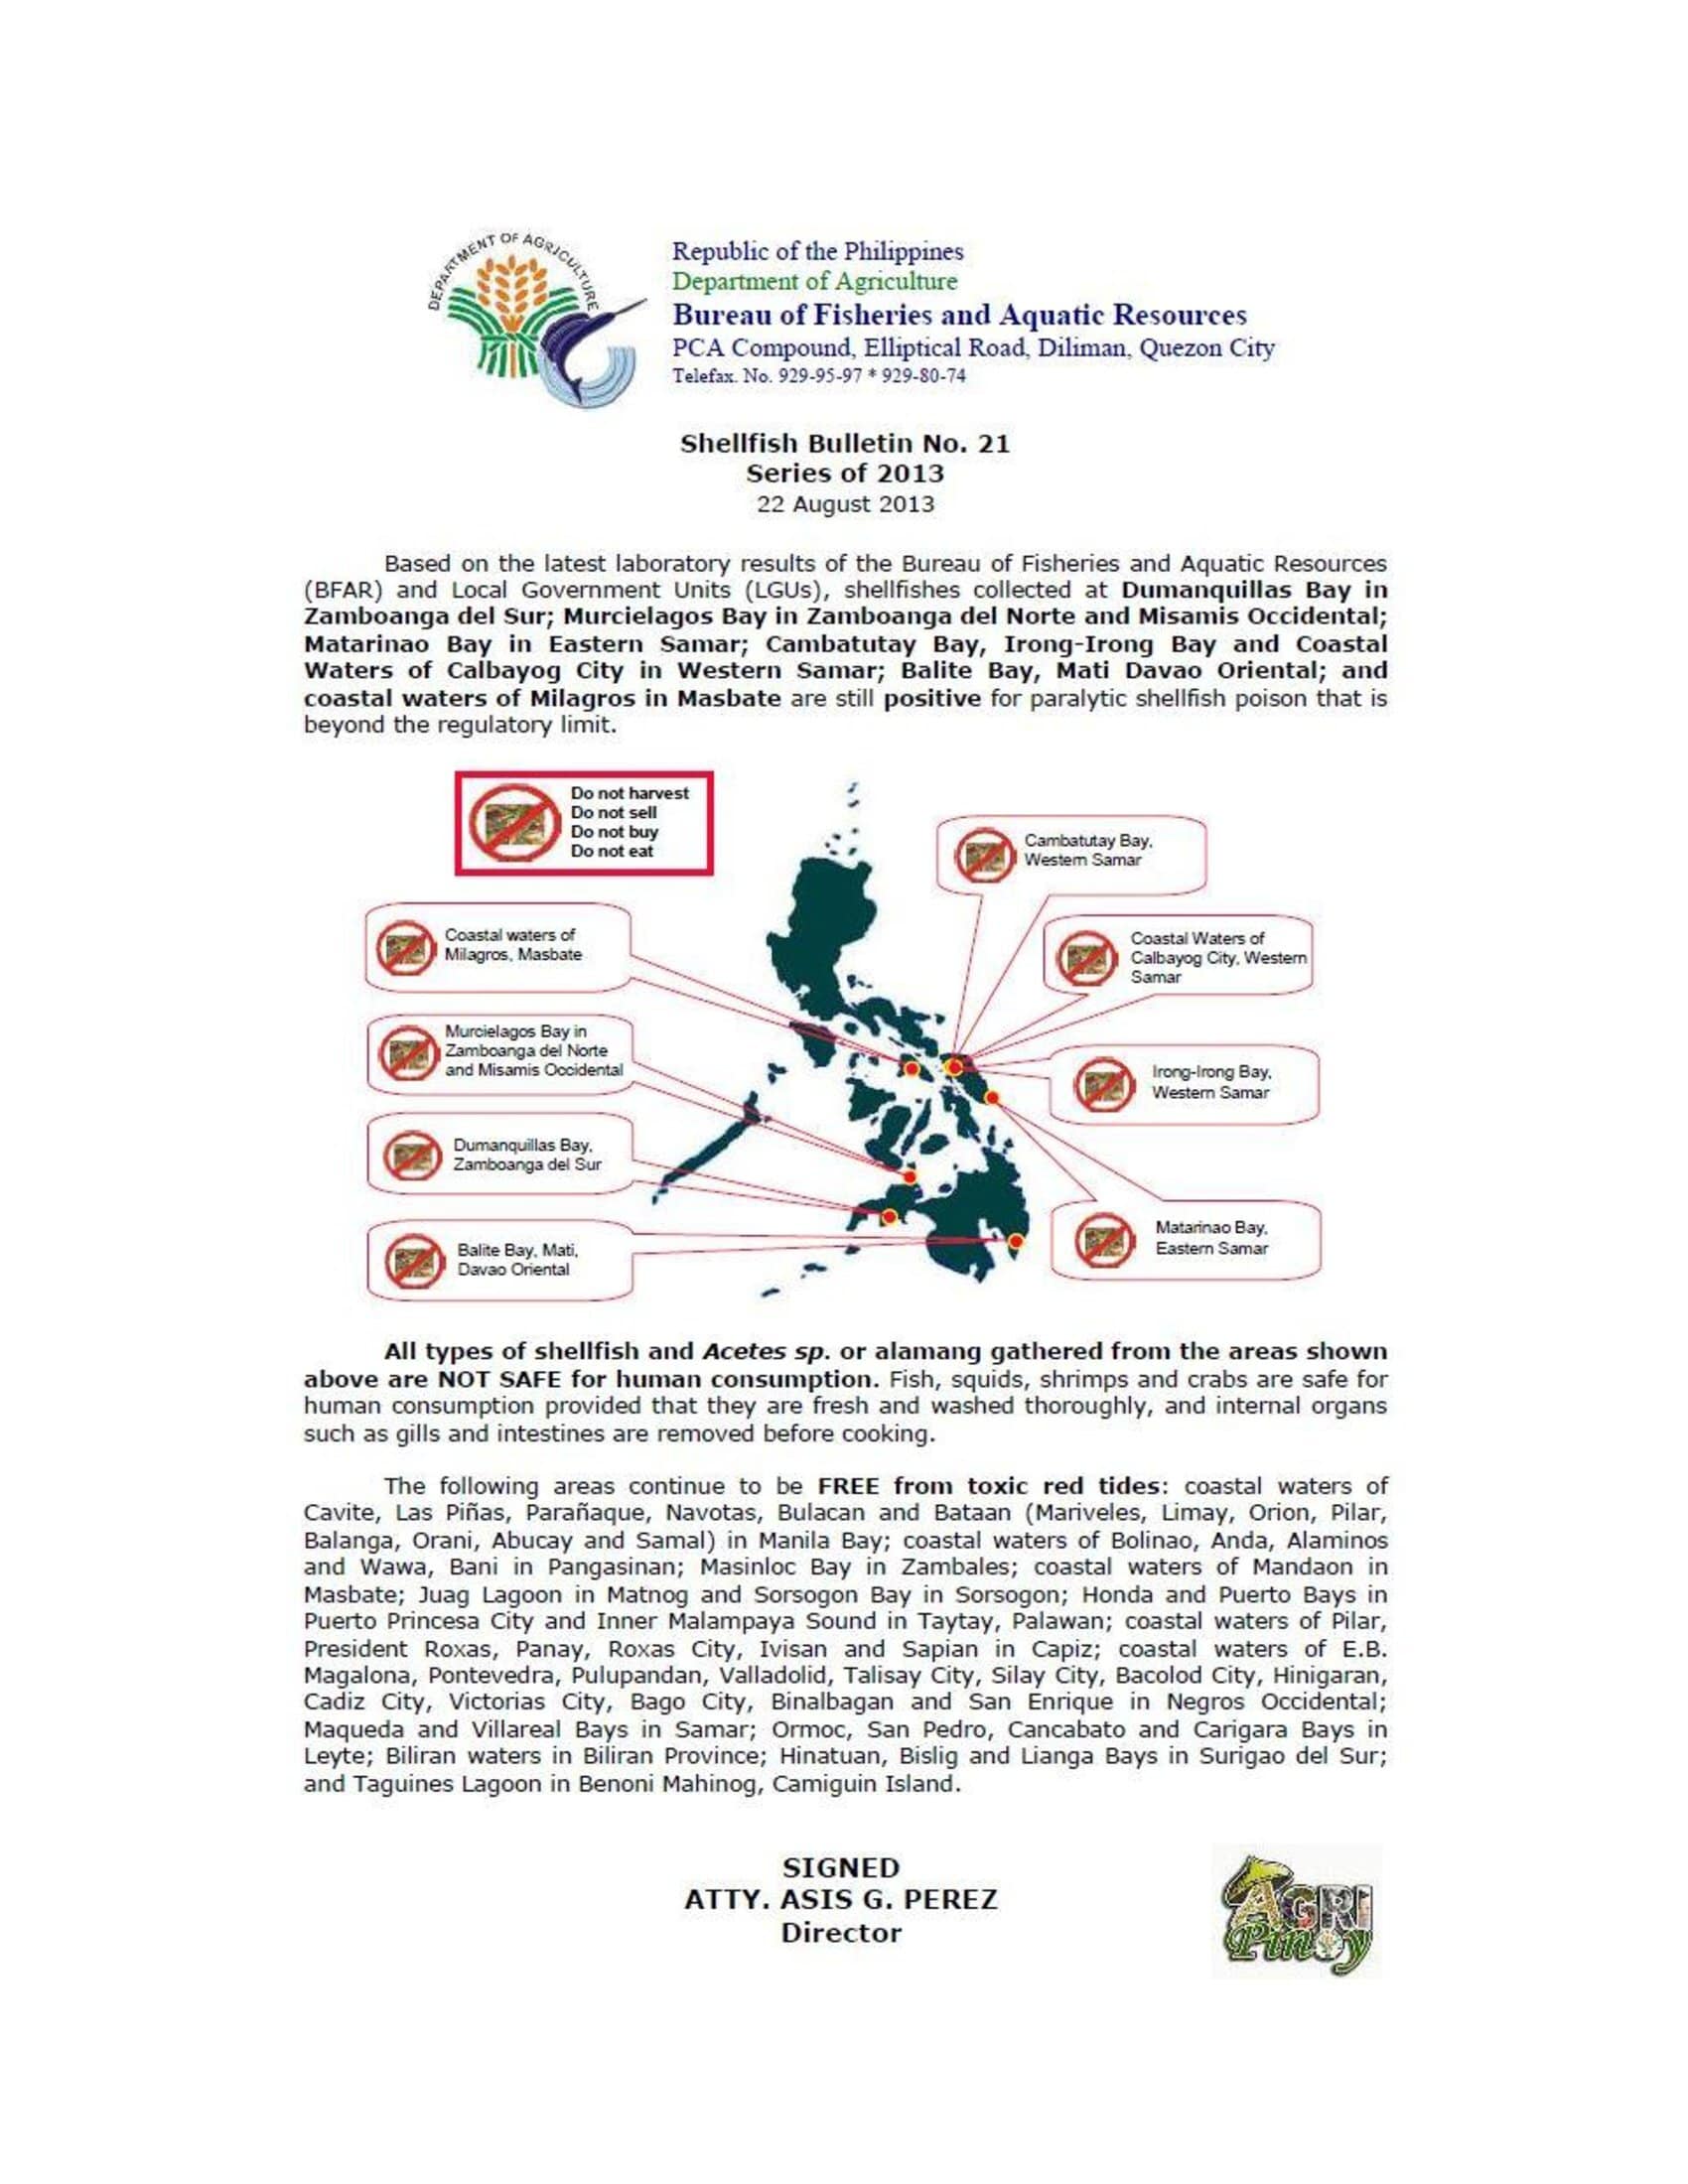 DEPARTMENT OF AGRICULTURE
Republic of the Philippines
Department of Agriculture
Bureau of Fisheries and Aquatic Resources
PCA Compound, Elliptical Road, Diliman, Quezon City
Telefax. No. 929-95-97 * 929-80-74
Shellfish Bulletin No. 21
Series of 2013
22 August 2013
Based on the latest laboratory results of the Bureau of Fisheries and Aquatic Resources
(BFAR) and Local Government Units (LGUs), shellfishes collected at Dumanquillas Bay in
Zamboanga del Sur; Murcielagos Bay in Zamboanga del Norte and Misamis Occidental;
Matarinao Bay in Eastern Samar; Cambatutay Bay, Irong-Irong Bay and Coastal
Waters of Calbayog City in Western Samar; Balite Bay, Mati Davao Oriental; and
coastal waters of Milagros in Masbate are still positive for paralytic shellfish poison that is
beyond the regulatory limit.
Do not harvest
Do not sell
Do not buy
Do not eat
Cambatutay Bay,
Western Samar
Coastal waters of
Milagros, Masbate
Coastal Waters of
Calbayog City, Western
Samar
Murcielagos Bay in
Zamboanga del Norte
and Misamis Occidental
Irong-Irong Bay,
Western Samar
Dumanquillas Bay,
Zamboanga del Sur
Matarinao Bay,
Eastern Samar
Balite Bay, Mati,
Davao Oriental
All types of shellfish and Acetes sp. or alamang gathered from the areas shown
above are NOT SAFE for human consumption. Fish, squids, shrimps and crabs are safe for
human consumption provided that they are fresh and washed thoroughly, and internal organs
such as gills and intestines are removed before cooking.
The following areas continue to be FREE from toxic red tides: coastal waters of
Cavite, Las Piñas, Parañaque, Navotas, Bulacan and Bataan (Mariveles, Limay, Orion, Pilar,
Balanga, Orani, Abucay and Samal) in Manila Bay; coastal waters of Bolinao, Anda, Alaminos
and Wawa, Bani in Pangasinan; Masinloc Bay in Zambales; coastal waters of Mandaon in
Masbate; Juag Lagoon in Matnog and Sorsogon Bay in Sorsogon; Honda and Puerto Bays in
Puerto Princesa City and Inner Malampaya Sound in Taytay, Palawan; coastal waters of Pilar,
President Roxas, Panay, Roxas City, Ivisan and Sapian in Capiz; coastal waters of E.B.
Magalona, Pontevedra, Pulupandan, Valladolid, Talisay City, Silay City, Bacolod City, Hinigaran,
Cadiz City, Victorias City, Bago City, Binalbagan and San Enrique in Negros Occidental;
Maqueda and Villareal Bays in Samar; Ormoc, San Pedro, Cancabato and Carigara Bays in
Leyte; Biliran waters in Biliran Province; Hinatuan, Bislig and Lianga Bays in Surigao del Sur;
and Taguines Lagoon in Benoni Mahinog, Camiguin Island.
SIGNED
ATTY. ASIS G. PEREZ
Director
AGRI
Pinoy